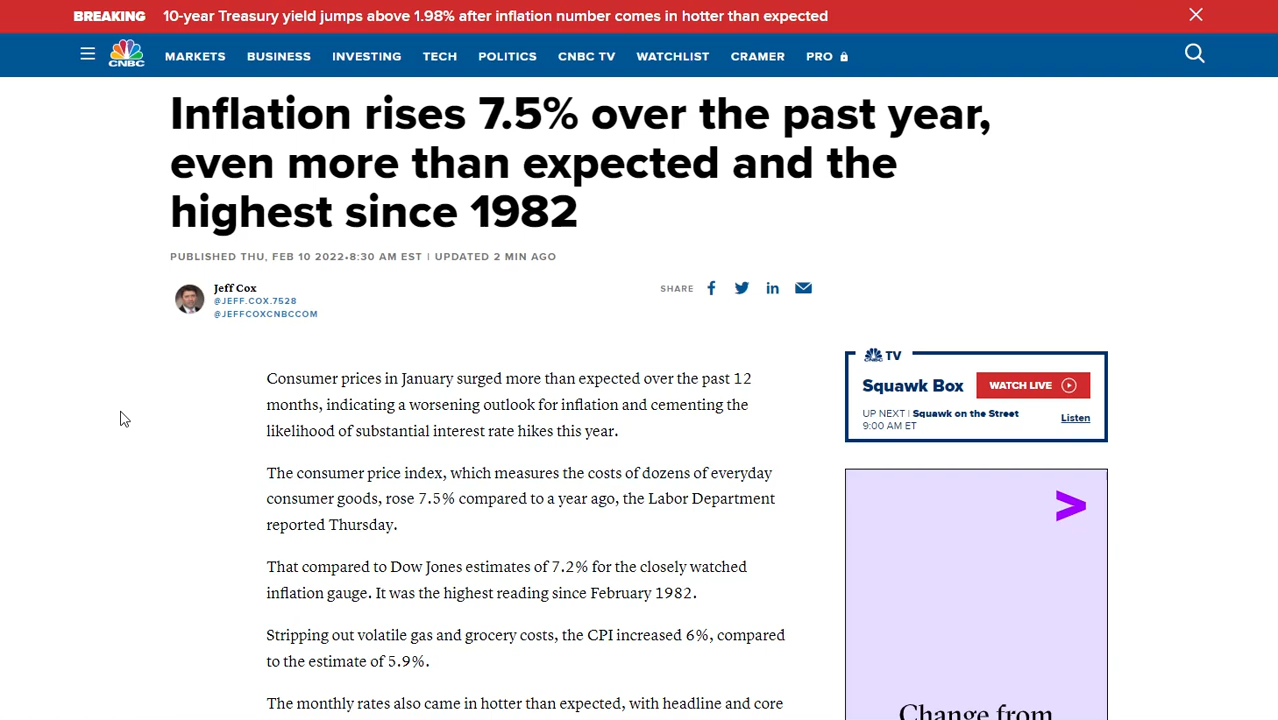 BREAKING 10-year Treasury yield jumps above 1.98% after inflation number comes in hotter than expected
CNBC MARKETS BUSINESS INVESTING TECH POLITICS CNBC TV WATCHLIST CRAMER PRO
Inflation rises 7.5% over the past year,
even more than expected and the
highest since 1982
PUBLISHED THU, FEB 10 2022•8:30 AM EST | UPDATED 2 MIN AGO
Jeff Cox
@JEFF.COX.7528
@JEFFCOXCNBCCOM
SHARE
Consumer prices in January surged more than expected over the past 12
months, indicating a worsening outlook for inflation and cementing the
likelihood of substantial interest rate hikes this year.
The consumer price index, which measures the costs of dozens of everyday
consumer goods, rose 7.5% compared to a year ago, the Labor Department
reported Thursday.
That compared to Dow Jones estimates of 7.2% for the closely watched
inflation gauge. It was the highest reading since February 1982.
Stripping out volatile gas and grocery costs, the CPI increased 6%, compared
to the estimate of 5.9%.
The monthly rates also came in hotter than expected, with headline and core
CNBC TV
Squawk Box WATCH LIVE
UP NEXT | Squawk on the Street
9:00 AM ET
Listen
>
Change from